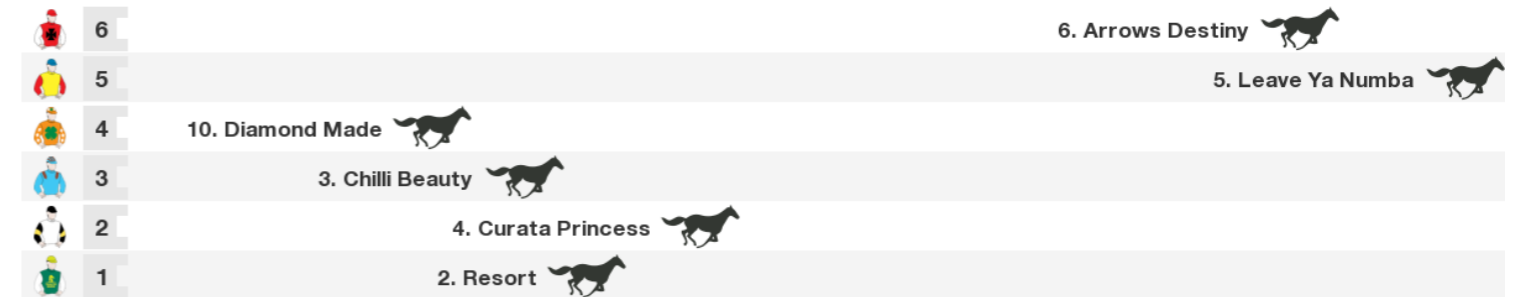 6 6. Arrows Destiny
5 5. Leave Ya Numba
4 10. Diamond Made
3 3. Chilli Beauty
2 4. Curata Princess
1 2. Resort